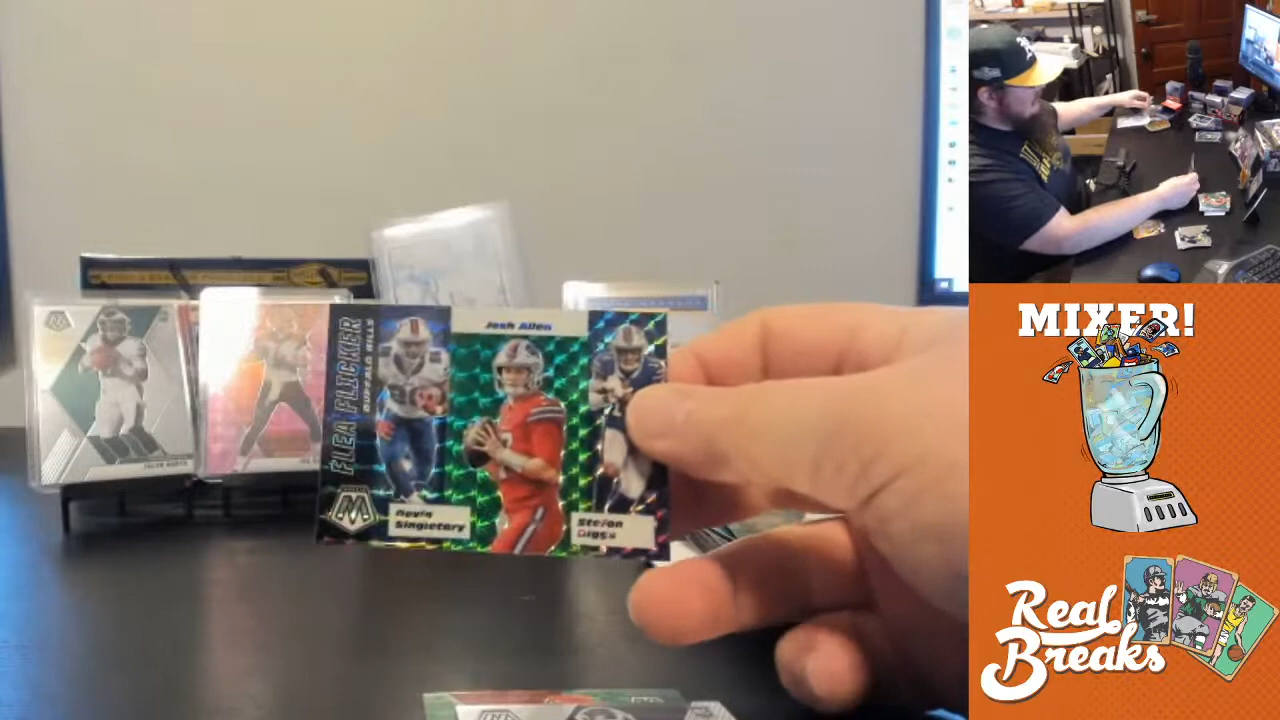 FLEA FLICKER
BUFFALO BILLS
Josh Allen
Devin
Singletary
Stefon
Diggs
MIXER!
Real
Breaks